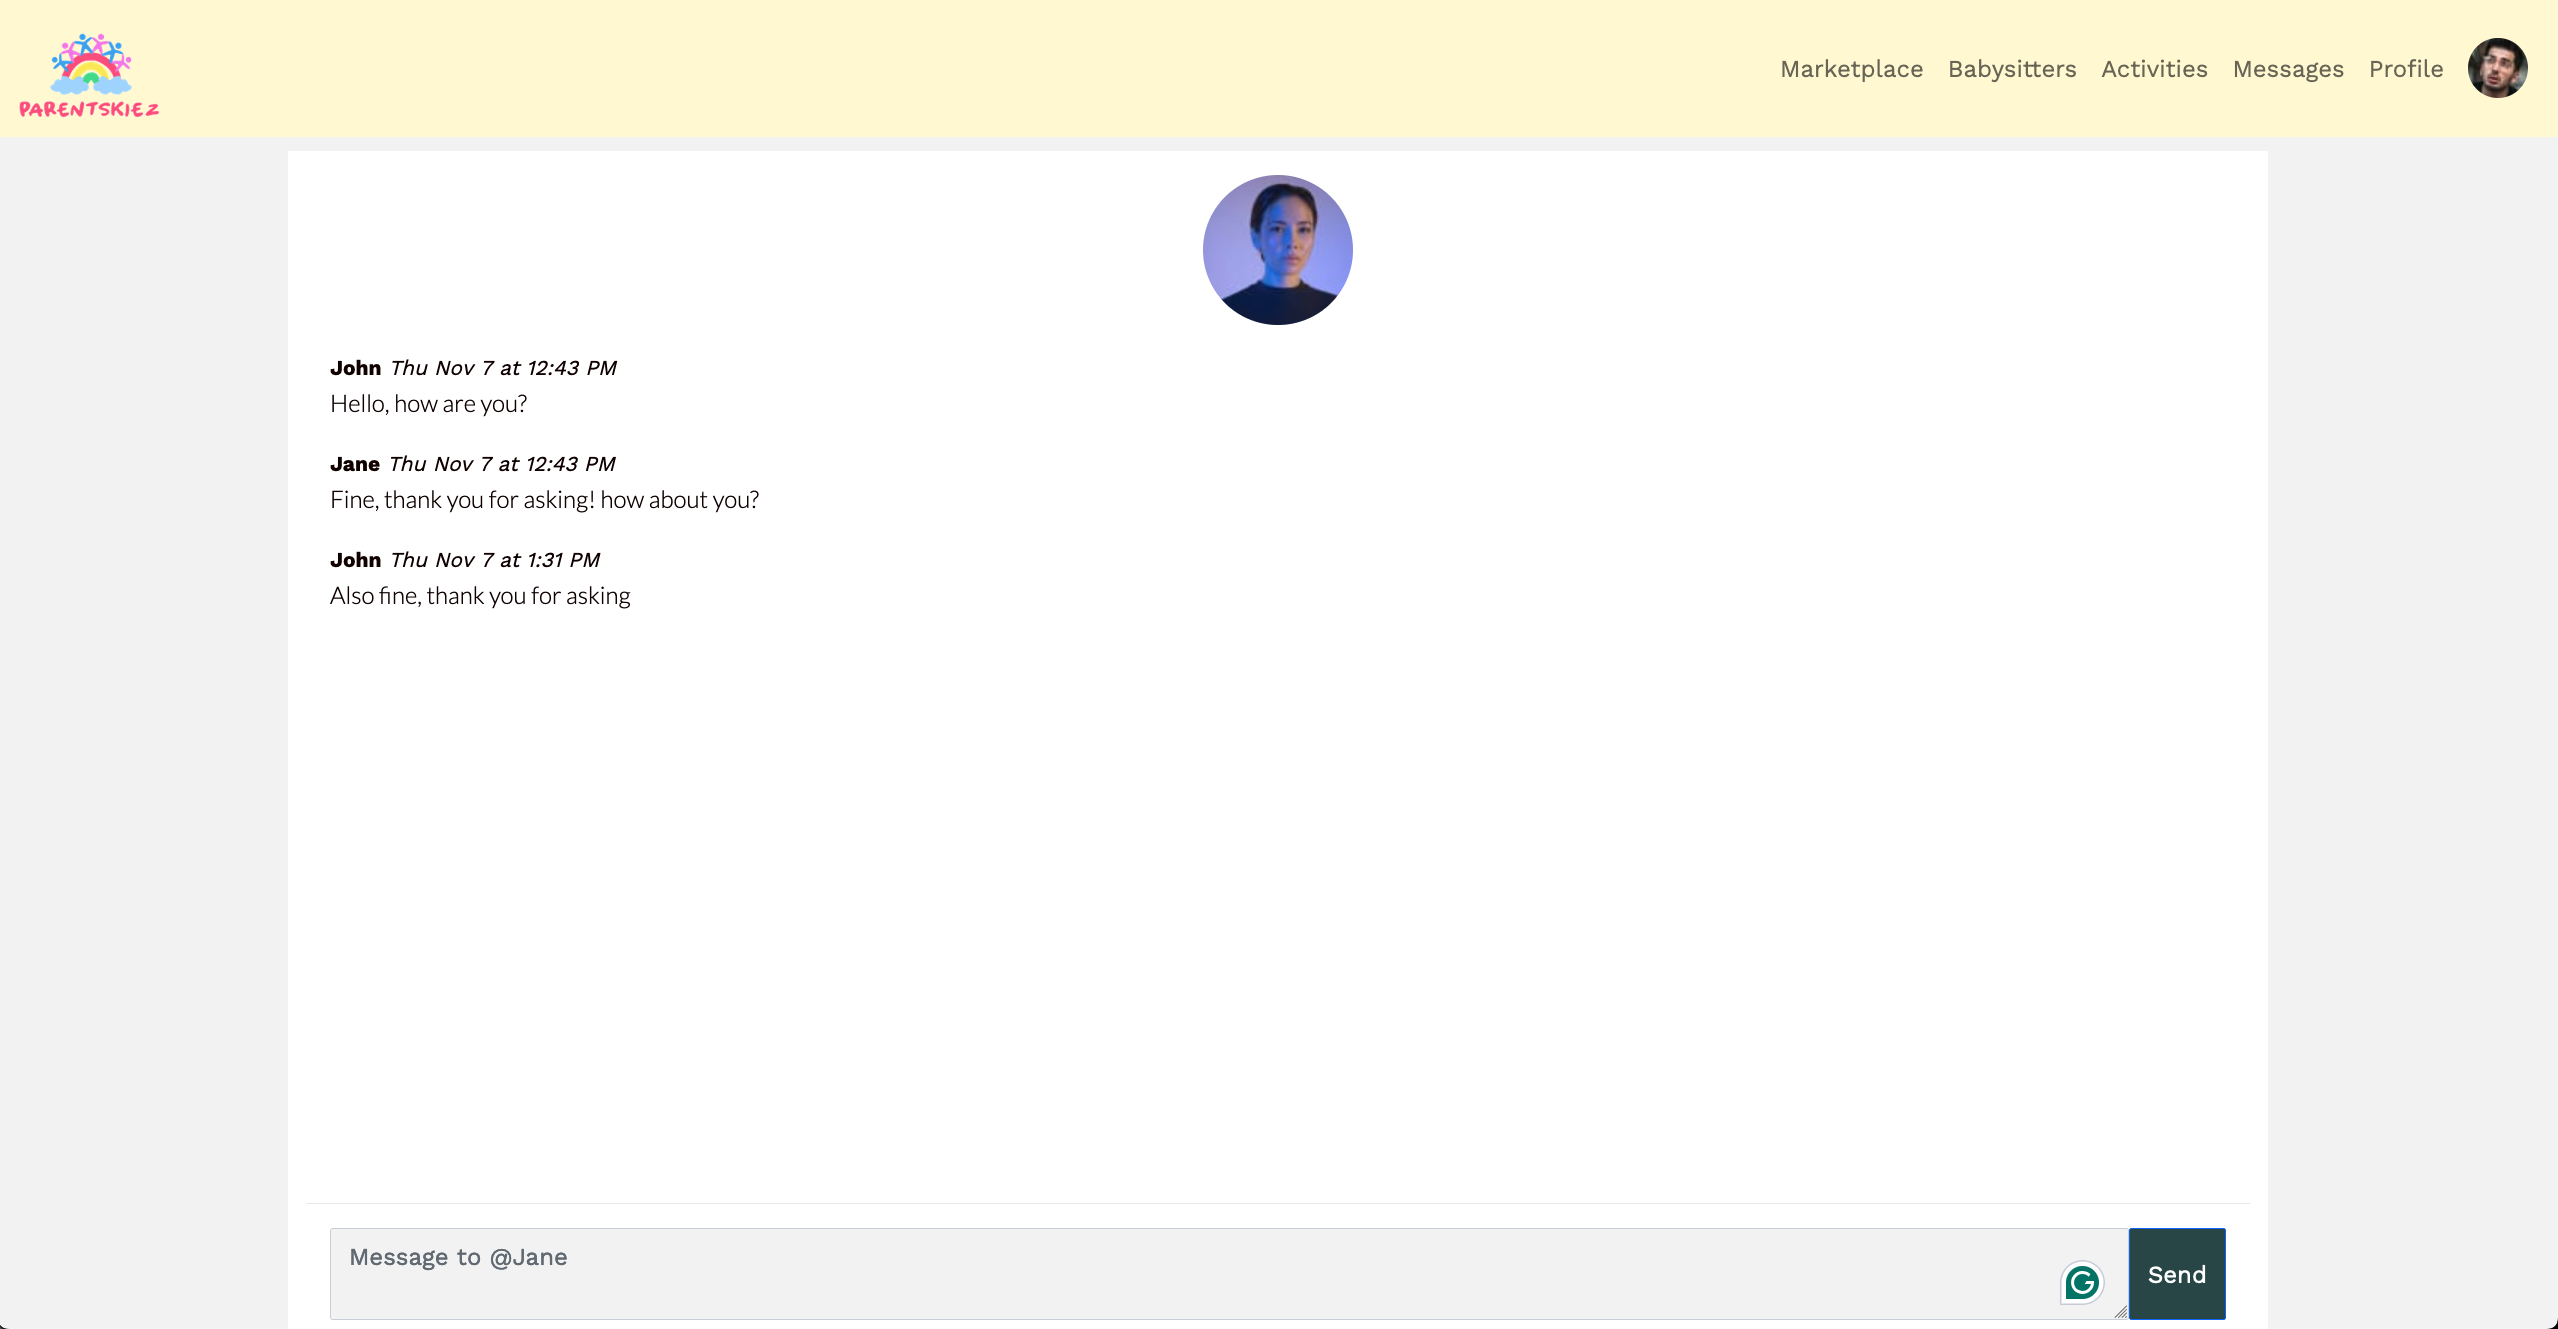 PARENTSKIEZ
Marketplace Babysitters Activities Messages Profile
John Thu Nov 7 at 12:43 PM
Hello, how are you?
Jane Thu Nov 7 at 12:43 PM
Fine, thank you for asking! how about you?
John Thu Nov 7 at 1:31 PM
Also fine, thank you for asking
Message to @Jane
G
Send